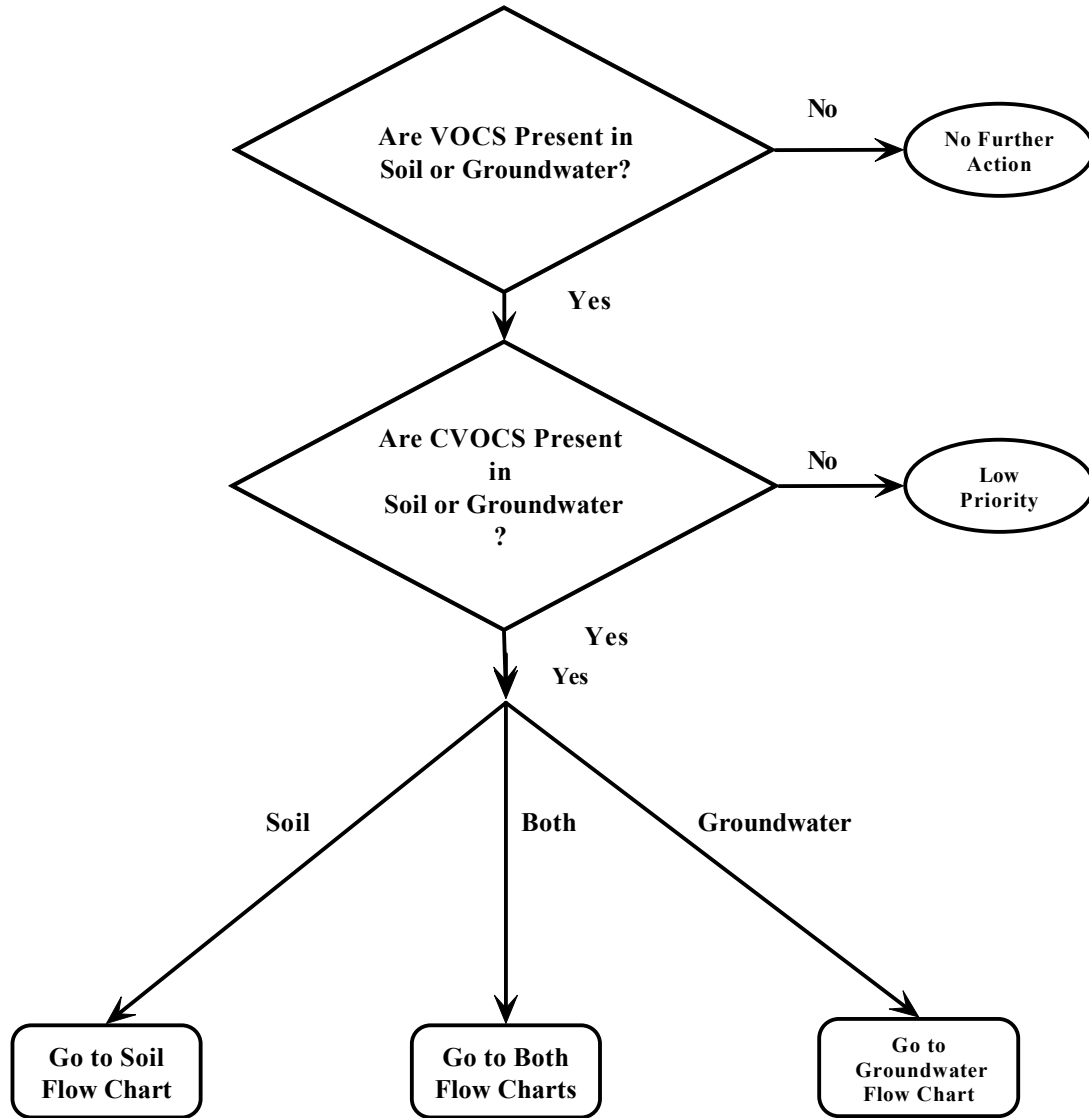 Are VOCS Present in
Soil or Groundwater?
No
No Further
Action
Yes
Are CVOCS Present
in
Soil or Groundwater
?
No
Low
Priority
Yes
Yes
Soil
Both
Groundwater
Go to Soil
Flow Chart
Go to Both
Flow Charts
Go to
Groundwater
Flow Chart